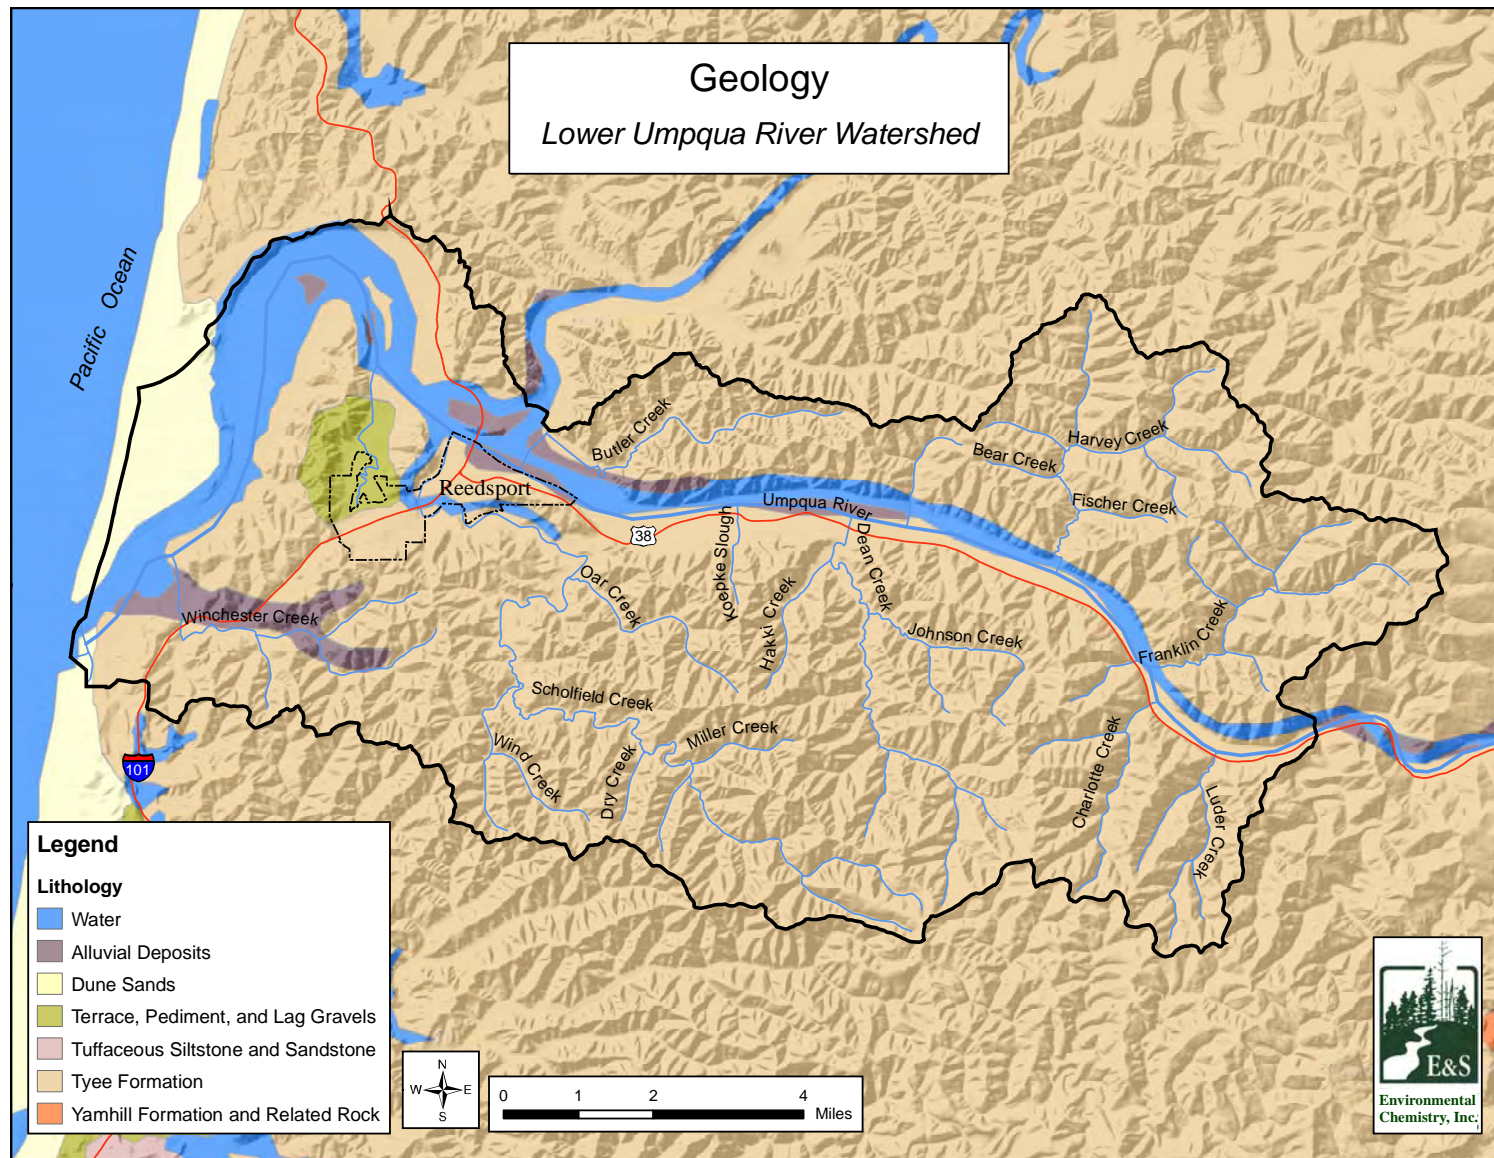 Geology
Lower Umpqua River Watershed
Pacific Ocean
Butler Creek
Harvey Creek
Bear Creek
Reedsport
Umpqua River
Fischer Creek
38
Koepke Slough
Dean Creek
Oar Creek
Hakki Creek
Winchester Creek
Johnson Creek
Franklin Creek
Scholfield Creek
Miller Creek
Wind Creek
Dry Creek
Charlotte Creek
Luder Creek
101
Legend
Lithology
Water
Alluvial Deposits
Dune Sands
Terrace, Pediment, and Lag Gravels
Tuffaceous Siltstone and Sandstone
Tyee Formation
Yamhill Formation and Related Rock
N
W E
S
0 1 2 4
Miles
E&S
Environmental
Chemistry, Inc.